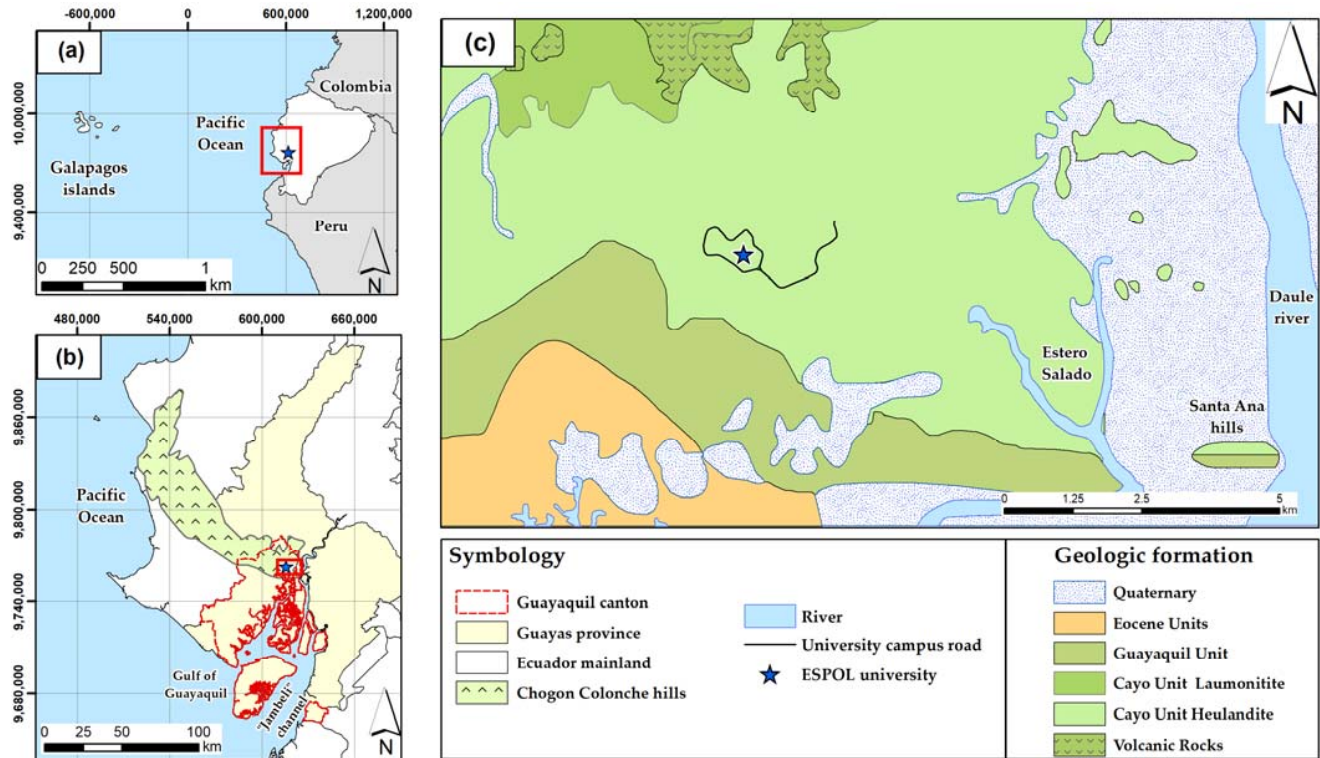 -600,000 0 600,000 1,200,000
(a)
Colombia
10,000,000
Pacific
Ocean
Galapagos
islands
9,400,000
Peru
0 250 500 1
km
N
480,000 540,000 600,000 660,000
(b)
9,860,000
Pacific
Ocean
9,800,000
9,740,000
Gulf of
Guayaquil
"Jambeli"
channel
9,680,000
0 50 100
km
N
(c)
N
Daule
river
Estero
Salado
Santa Ana
hills
0 1.25 2.5 5
km
Symbology
Guayaquil canton
Guayas province
Ecuador mainland
Chogon Colonche hills
River
University campus road
ESPOL university
Geologic formation
Quaternary
Eocene Units
Guayaquil Unit
Cayo Unit Laumonitite
Cayo Unit Heulandite
Volcanic Rocks